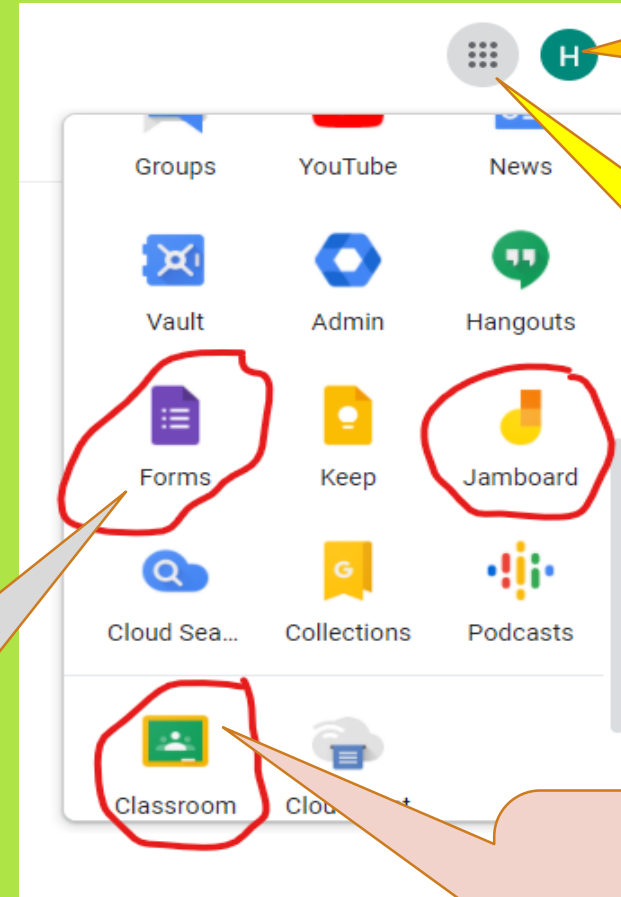 H
Groups YouTube News
Vault Admin Hangouts
Forms Keep Jamboard
Cloud Sea... Collections Podcasts
Classroom